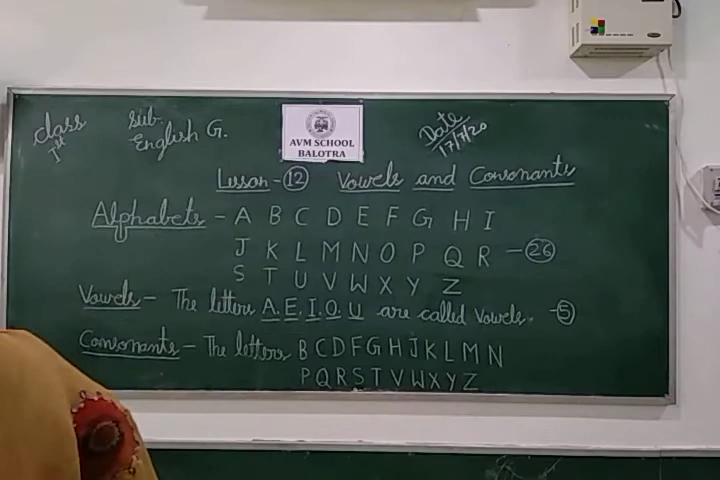 Class Ist
Sub.
English G.
AVM SCHOOL
BALOTRA
Date
17/7/20
Lesson - 12 Vowels and Consonants
Alphabets - A B C D E F G H I
J K L M N O P Q R - 26
S T U V W X Y Z
Vowels - The letters A. E. I. O. U are called Vowels. - 5
Consonants - The letters B C D F G H J K L M N
P Q R S T V W X Y Z